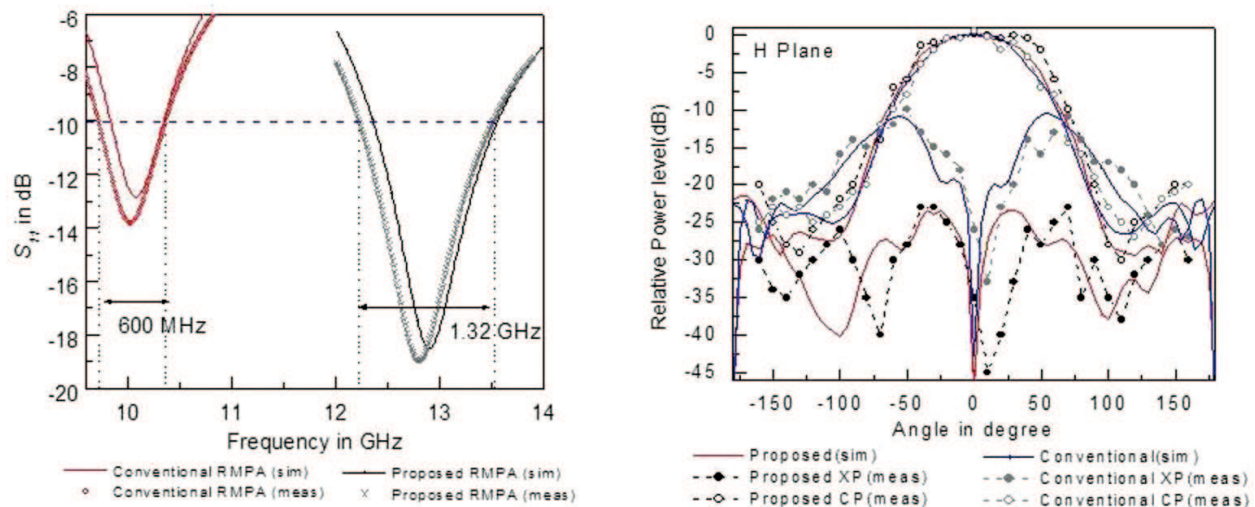 -6
-8
-10
-12
-14
-16
-18
-20
S11 in dB
600 MHz
1.32 GHz
10 11 12 13 14
Frequency in GHz
Conventional RMPA (sim)
Proposed RMPA (sim)
Conventional RMPA (meas)
Proposed RMPA (meas)
H Plane
0
-5
-10
-15
-20
-25
-30
-35
-40
-45
Relative Power level(dB)
-150 -100 -50 0 50 100 150
Angle in degree
Proposed(sim)
Conventional(sim)
Proposed XP(meas)
Conventional XP(meas)
Proposed CP(meas)
Conventional CP(meas)